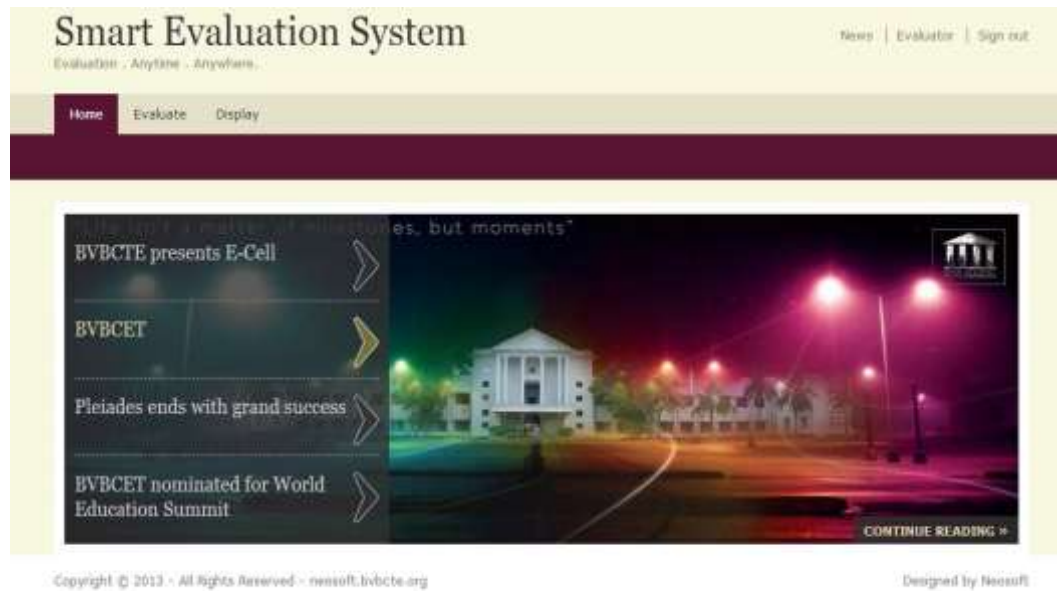 Smart Evaluation System
News | Evaluator | Sign out
Evaluation . Anytime . Anywhere.
Home Evaluate Display
es, but moments"
BVBCTE presents E-Cell
BVBCET
Pleiades ends with grand success
BVBCET nominated for World
Education Summit
CONTINUE READING »
Copyright © 2013 - All Rights Reserved - neosoft.bvbcte.org
Designed by Neosoft